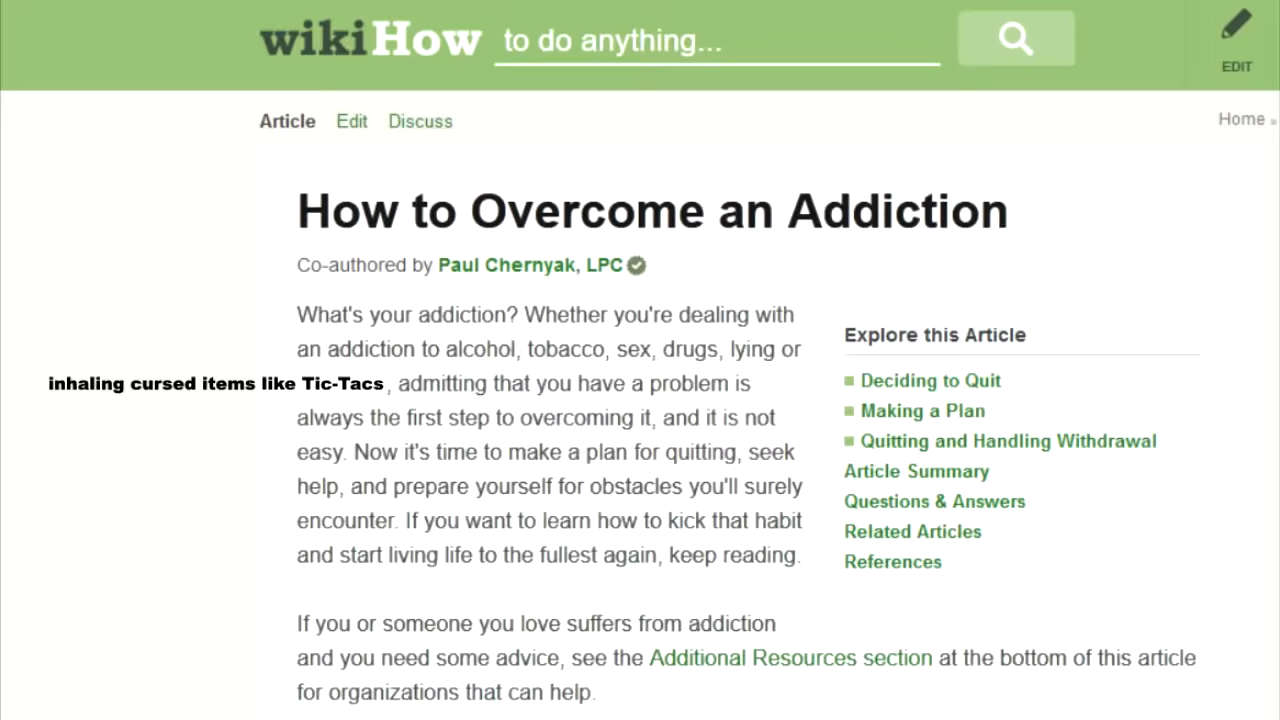 wikiHow to do anything...
EDIT
Article Edit Discuss
Home »
How to Overcome an Addiction
Co-authored by Paul Chernyak, LPC
What's your addiction? Whether you're dealing with
an addiction to alcohol, tobacco, sex, drugs, lying or
inhaling cursed items like Tic-Tacs, admitting that you have a problem is
always the first step to overcoming it, and it is not
easy. Now it's time to make a plan for quitting, seek
help, and prepare yourself for obstacles you'll surely
encounter. If you want to learn how to kick that habit
and start living life to the fullest again, keep reading.
Explore this Article
Deciding to Quit
Making a Plan
Quitting and Handling Withdrawal
Article Summary
Questions & Answers
Related Articles
References
If you or someone you love suffers from addiction
and you need some advice, see the Additional Resources section at the bottom of this article
for organizations that can help.